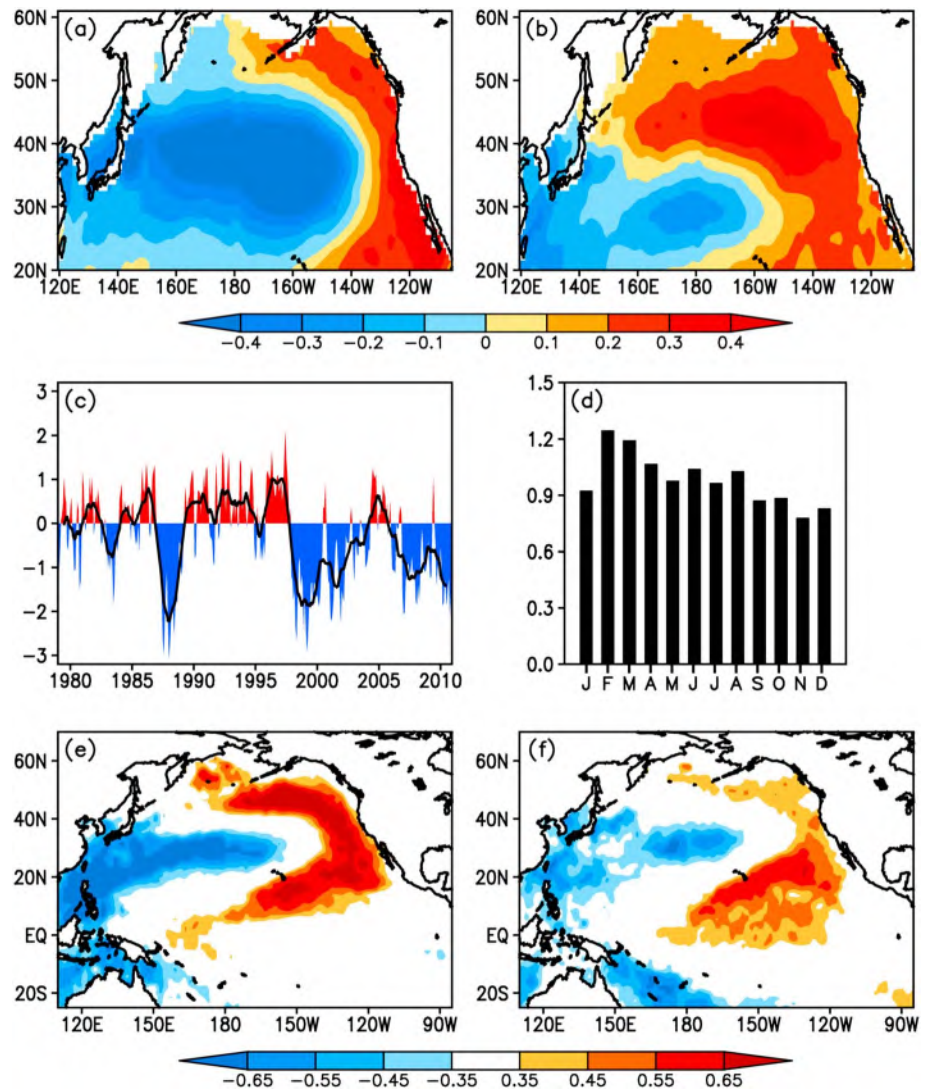 (a)
(b)
60N
50N
40N
30N
20N
120E 140E 160E 180 160W 140W 120W
60N
50N
40N
30N
20N
120E 140E 160E 180 160W 140W 120W
−0.4 −0.3 −0.2 −0.1 0 0.1 0.2 0.3 0.4
(c)
3
2
1
0
−1
−2
−3
1980 1985 1990 1995 2000 2005 2010
(d)
1.5
1.2
0.9
0.6
0.3
0.0
J F M A M J J A S O N D
(e)
60N
40N
20N
EQ
20S
120E 150E 180 150W 120W 90W
(f)
60N
40N
20N
EQ
20S
120E 150E 180 150W 120W 90W
−0.65 −0.55 −0.45 −0.35 0.35 0.45 0.55 0.65